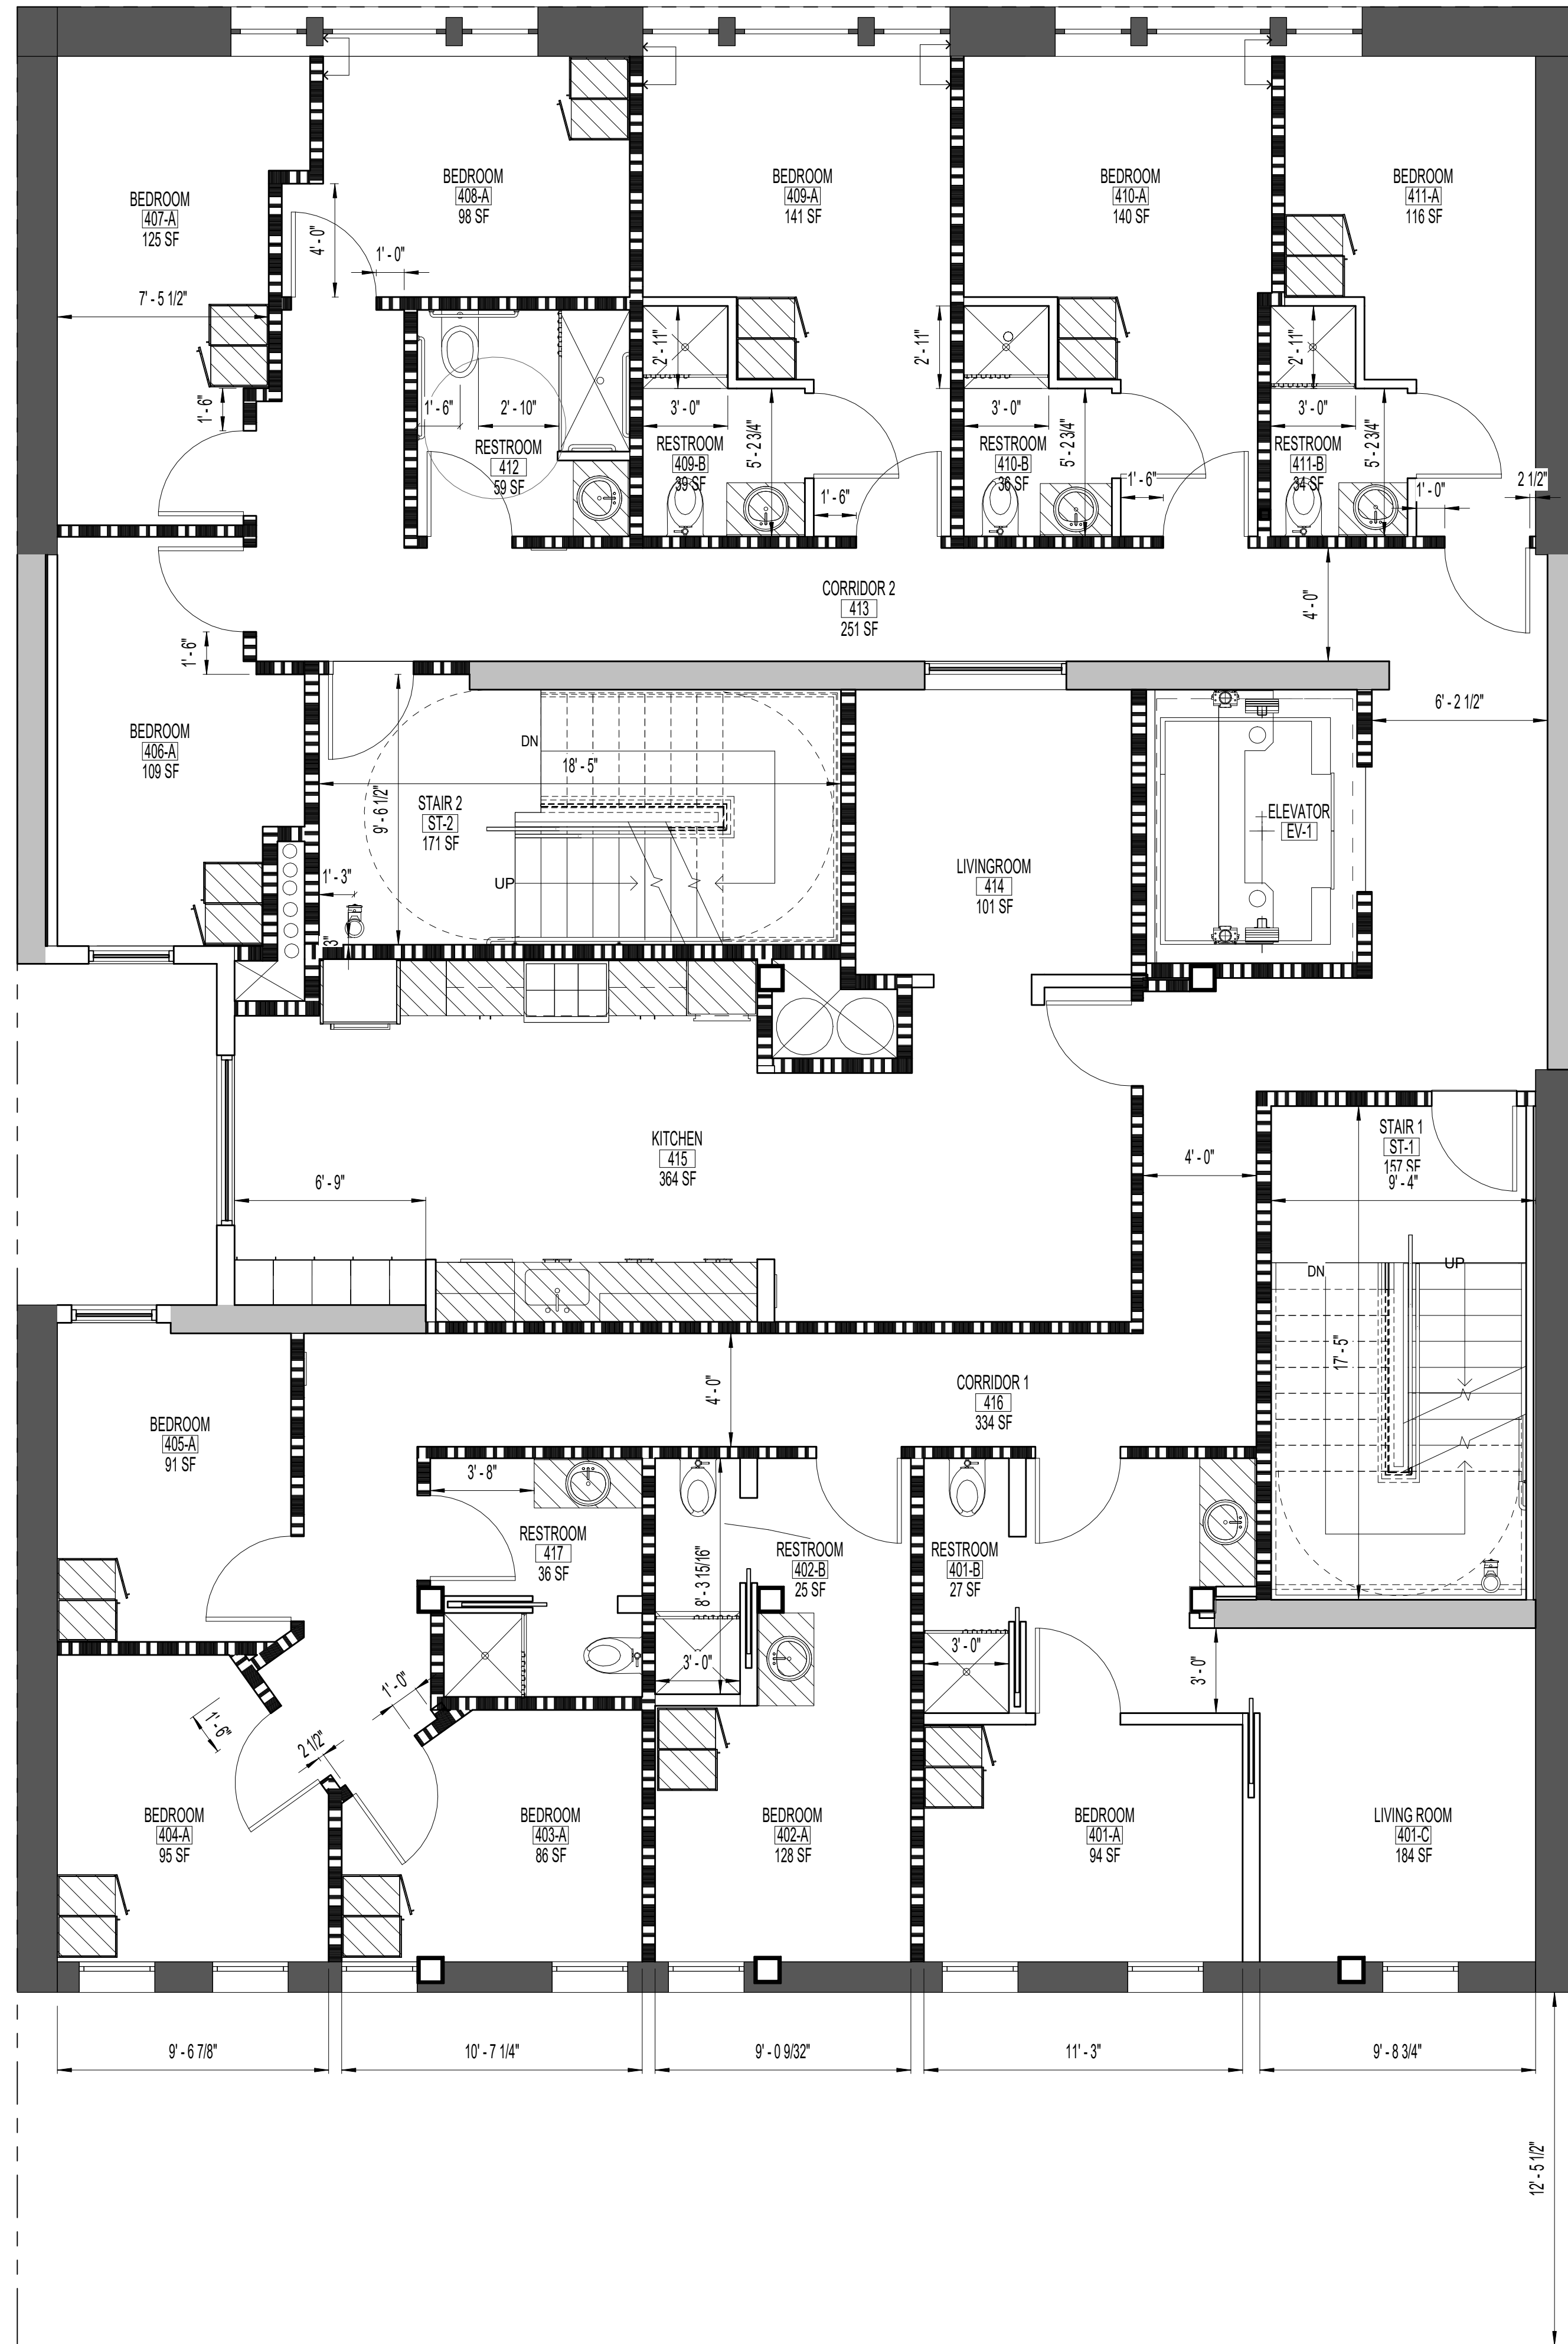 BEDROOM
407-A
125 SF
BEDROOM
408-A
98 SF
BEDROOM
409-A
141 SF
BEDROOM
410-A
140 SF
BEDROOM
411-A
116 SF
4' - 0"
1' - 0"
7' - 5 1/2"
1' - 6"
1' - 6"
2' - 10"
RESTROOM
412
59 SF
2' - 11"
3' - 0"
RESTROOM
409-B
39 SF
5' - 2 3/4"
1' - 6"
2' - 11"
3' - 0"
RESTROOM
410-B
36 SF
5' - 2 3/4"
1' - 6"
2' - 11"
3' - 0"
RESTROOM
411-B
34 SF
5' - 2 3/4"
1' - 0"
2 1/2"
CORRIDOR 2
413
251 SF
4' - 0"
1' - 6"
BEDROOM
406-A
109 SF
DN
18' - 5"
9' - 6 1/2"
STAIR 2
ST-2
171 SF
UP
1' - 3"
3"
LIVINGROOM
414
101 SF
ELEVATOR
EV-1
6' - 2 1/2"
KITCHEN
415
364 SF
6' - 9"
4' - 0"
STAIR 1
ST-1
157 SF
9' - 4"
DN
UP
17' - 5"
4' - 0"
CORRIDOR 1
416
334 SF
BEDROOM
405-A
91 SF
3' - 8"
RESTROOM
417
36 SF
8' - 3 15/16"
RESTROOM
402-B
25 SF
3' - 0"
RESTROOM
401-B
27 SF
3' - 0"
3' - 0"
1' - 6"
2 1/2"
1' - 0"
BEDROOM
404-A
95 SF
BEDROOM
403-A
86 SF
BEDROOM
402-A
128 SF
BEDROOM
401-A
94 SF
LIVING ROOM
401-C
184 SF
9' - 6 7/8"
10' - 7 1/4"
9' - 0 9/32"
11' - 3"
9' - 8 3/4"
12' - 5 1/2"